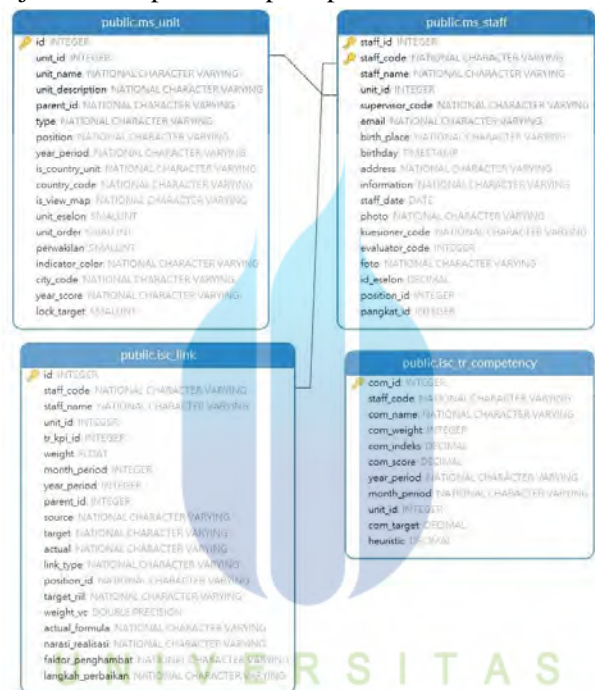 public.ms_unit
id INTEGER
unit_id INTEGER
unit_name NATIONAL CHARACTER VARYING
unit_description NATIONAL CHARACTER VARYING
parent_id NATIONAL CHARACTER VARYING
type NATIONAL CHARACTER VARYING
position NATIONAL CHARACTER VARYING
year_period NATIONAL CHARACTER VARYING
is_country_unit NATIONAL CHARACTER VARYING
country_code NATIONAL CHARACTER VARYING
is_view_map NATIONAL CHARACTER VARYING
unit_eselon SMALLINT
unit_order SMALLINT
perwakilan SMALLINT
indicator_color NATIONAL CHARACTER VARYING
city_code NATIONAL CHARACTER VARYING
year_score NATIONAL CHARACTER VARYING
lock_target SMALLINT
public.ms_staff
staff_id INTEGER
staff_code NATIONAL CHARACTER VARYING
staff_name NATIONAL CHARACTER VARYING
unit_id INTEGER
supervisor_code NATIONAL CHARACTER VARYING
email NATIONAL CHARACTER VARYING
birth_place NATIONAL CHARACTER VARYING
birthday TIMESTAMP
address NATIONAL CHARACTER VARYING
information NATIONAL CHARACTER VARYING
staff_date DATE
photo NATIONAL CHARACTER VARYING
kuesioner_code NATIONAL CHARACTER VARYING
evaluator_code INTEGER
foto NATIONAL CHARACTER VARYING
id_eselon DECIMAL
position_id INTEGER
pangkat_id INTEGER
public.isc_link
id INTEGER
staff_code NATIONAL CHARACTER VARYING
staff_name NATIONAL CHARACTER VARYING
unit_id INTEGER
tr_kpi_id INTEGER
weight FLOAT
month_period INTEGER
year_period INTEGER
parent_id INTEGER
source NATIONAL CHARACTER VARYING
target NATIONAL CHARACTER VARYING
actual NATIONAL CHARACTER VARYING
link_type NATIONAL CHARACTER VARYING
position_id NATIONAL CHARACTER VARYING
target_riil NATIONAL CHARACTER VARYING
weight_vc DOUBLE PRECISION
actual_formula NATIONAL CHARACTER VARYING
narasi_realisasi NATIONAL CHARACTER VARYING
faktor_penghambat NATIONAL CHARACTER VARYING
langkah_perbaikan NATIONAL CHARACTER VARYING
public.isc_tr_competency
com_id INTEGER
staff_code NATIONAL CHARACTER VARYING
com_name NATIONAL CHARACTER VARYING
com_weight INTEGER
com_indeks DECIMAL
com_score DECIMAL
year_period NATIONAL CHARACTER VARYING
month_period NATIONAL CHARACTER VARYING
unit_id INTEGER
com_target DECIMAL
heuristic DECIMAL
UNIVERSITAS